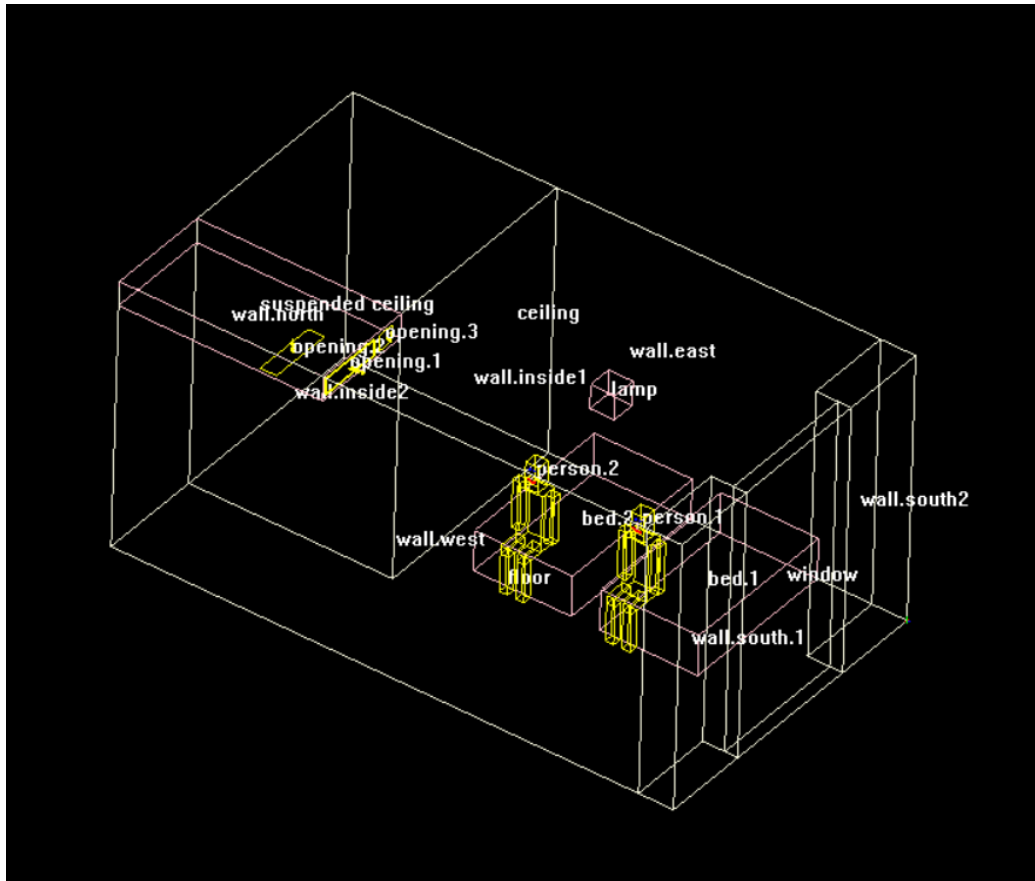 suspended ceiling
wall.north
ceiling
opening.3
opening.2
opening.1
wall.east
wall.inside1
lamp
wall.inside2
person.2
wall.south2
bed.2
person.1
wall.west
floor
bed.1
window
wall.south.1